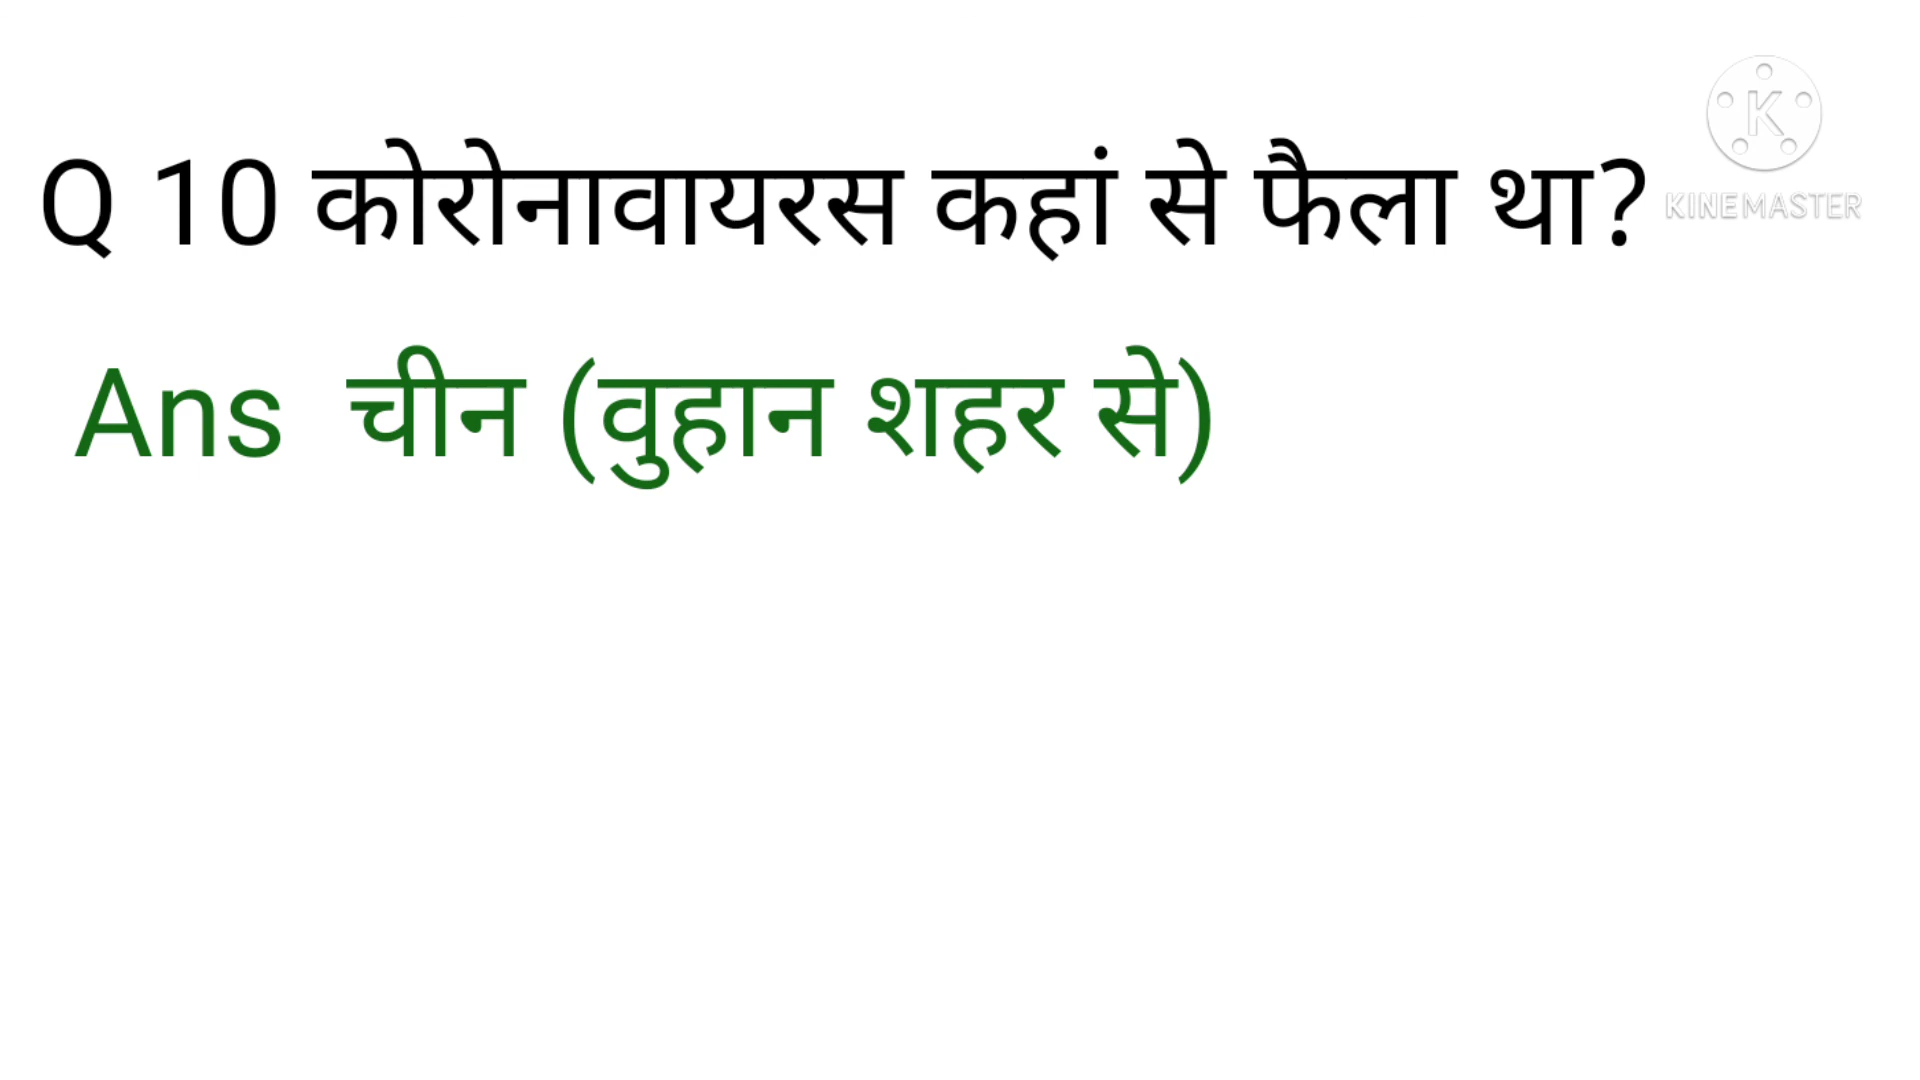 Q 10 कोरोनावायरस कहां से फैला था?
K
KINEMASTER
Ans चीन (वुहान शहर से)